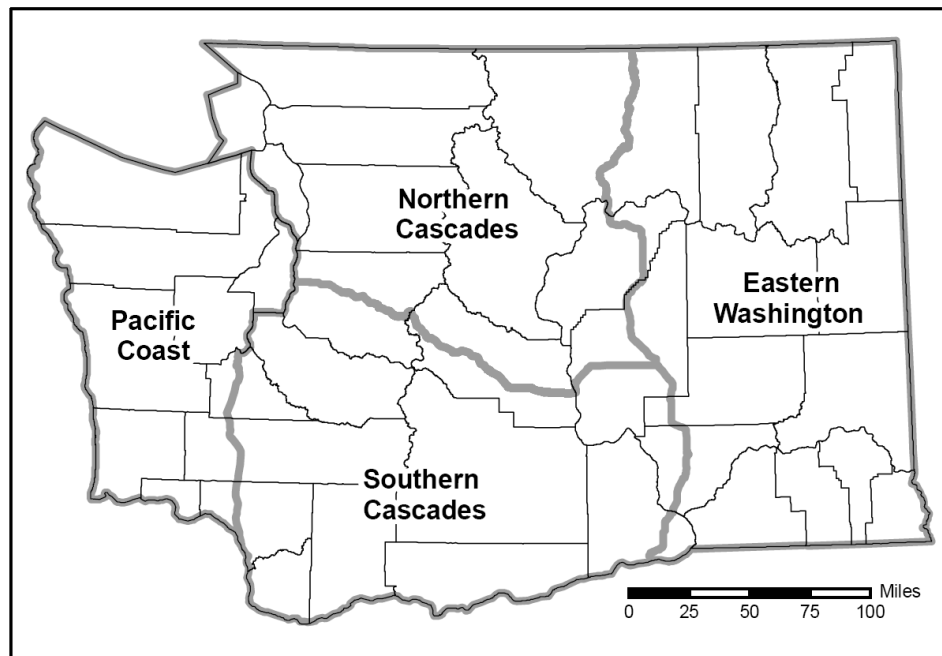 Northern
Cascades
Eastern
Washington
Pacific
Coast
Southern
Cascades
Miles
0 25 50 75 100